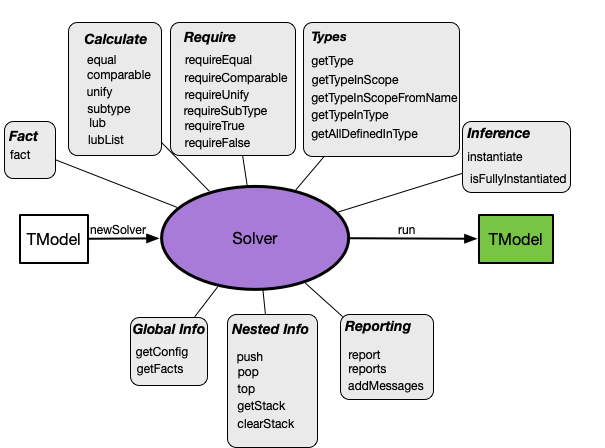 Calculate
equal
comparable
unify
subtype
lub
lubList
Require
requireEqual
requireComparable
requireUnify
requireSubType
requireTrue
requireFalse
Types
getType
getTypeInScope
getTypeInScopeFromName
getTypeInType
getAllDefinedInType
Fact
fact
Inference
instantiate
isFullyInstantiated
TModel
newSolver
Solver
run
TModel
Global Info
getConfig
getFacts
Nested Info
push
pop
top
getStack
clearStack
Reporting
report
reports
addMessages